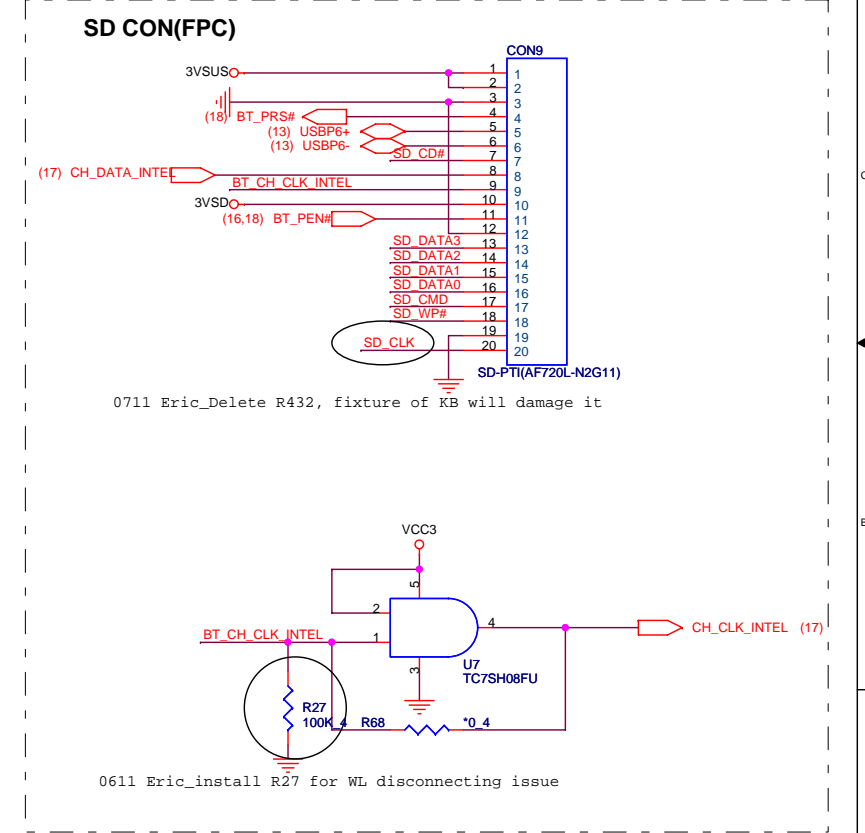 SD CON(FPC)
CON9
3VSUS
1 1
2 2
3 3
(18) BT_PRS# 4 4
(13) USBP6+ 5 5
(13) USBP6- 6 6
SD_CD# 7 7
(17) CH_DATA_INTEL 8 8
BT_CH_CLK_INTEL 9 9
3VSD 10 10
(16,18) BT_PEN# 11 11
12 12
SD_DATA3 13 13
SD_DATA2 14 14
SD_DATA1 15 15
SD_DATA0 16 16
SD_CMD 17 17
SD_WP# 18 18
19 19
SD_CLK 20 20
SD-PTI(AF720L-N2G11)
0711 Eric_Delete R432, fixture of KB will damage it
VCC3
5
2
BT_CH_CLK_INTEL 1
4 CH_CLK_INTEL (17)
3
U7
TC7SH08FU
R27
100K_4 R68 *0_4
0611 Eric_install R27 for WL disconnecting issue